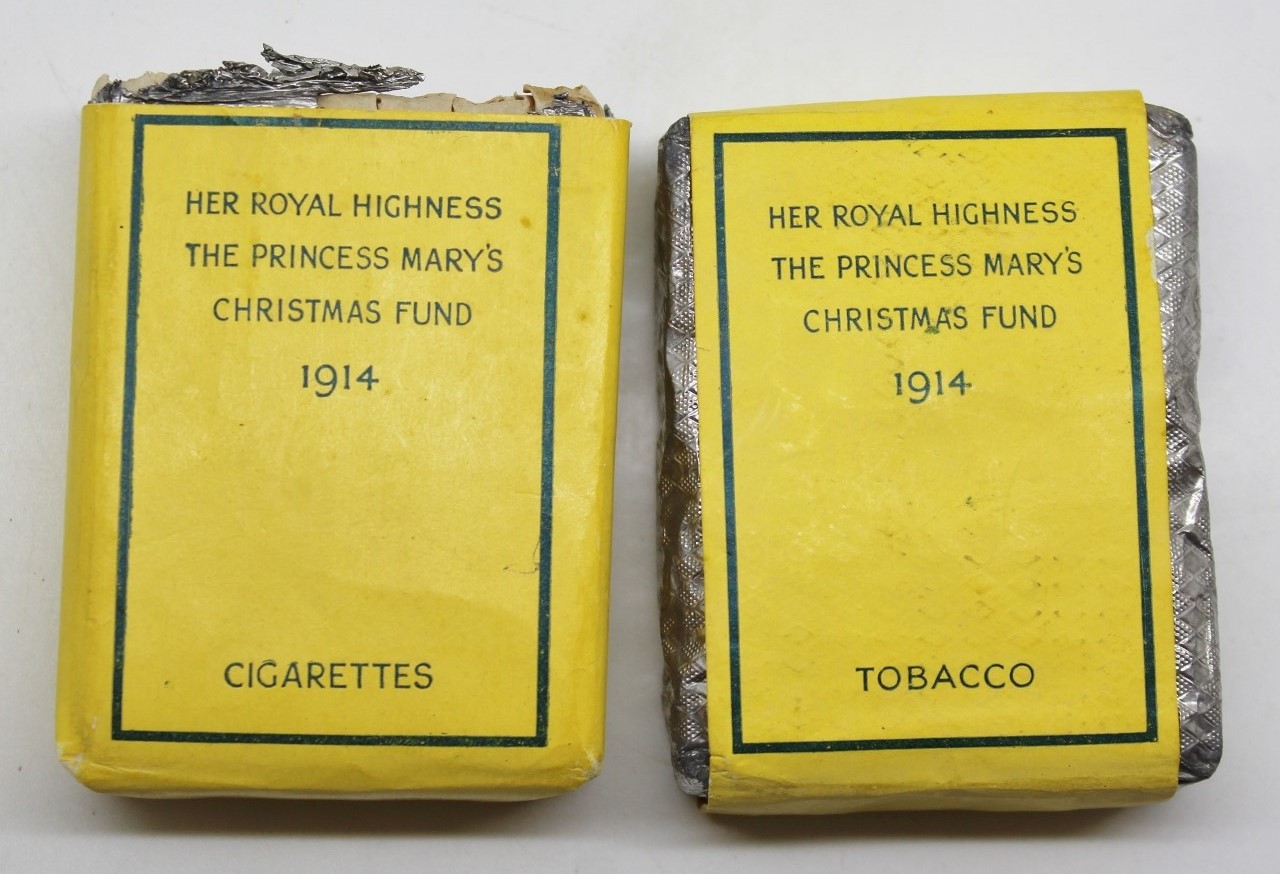 HER ROYAL HIGHNESS
THE PRINCESS MARY'S
CHRISTMAS FUND
1914
CIGARETTES
HER ROYAL HIGHNESS
THE PRINCESS MARY'S
CHRISTMAS FUND
1914
TOBACCO